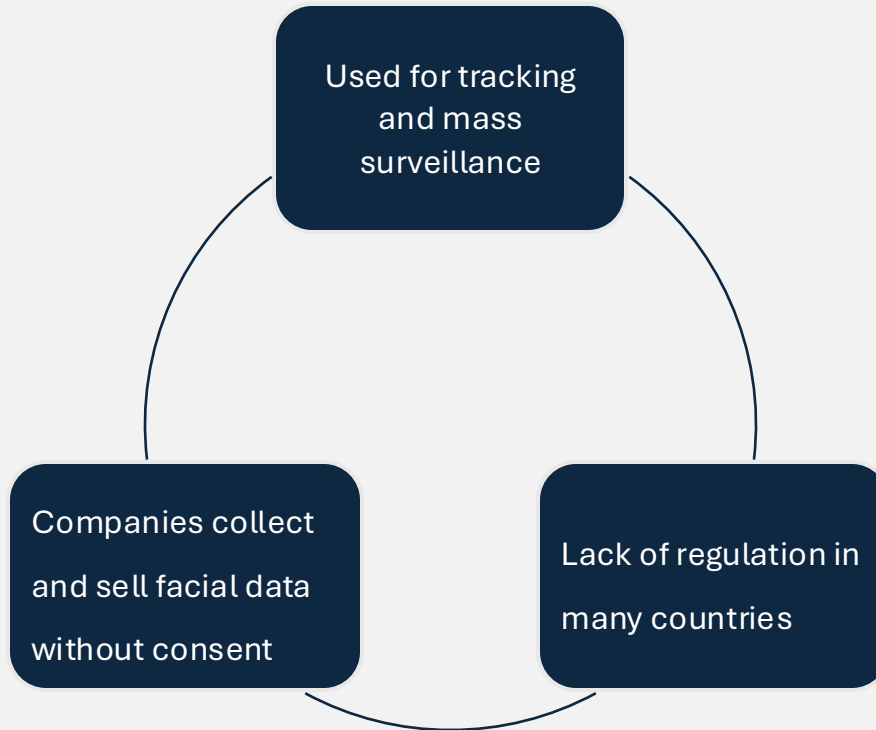 Used for tracking
and mass
surveillance
Companies collect
and sell facial data
without consent
Lack of regulation in
many countries